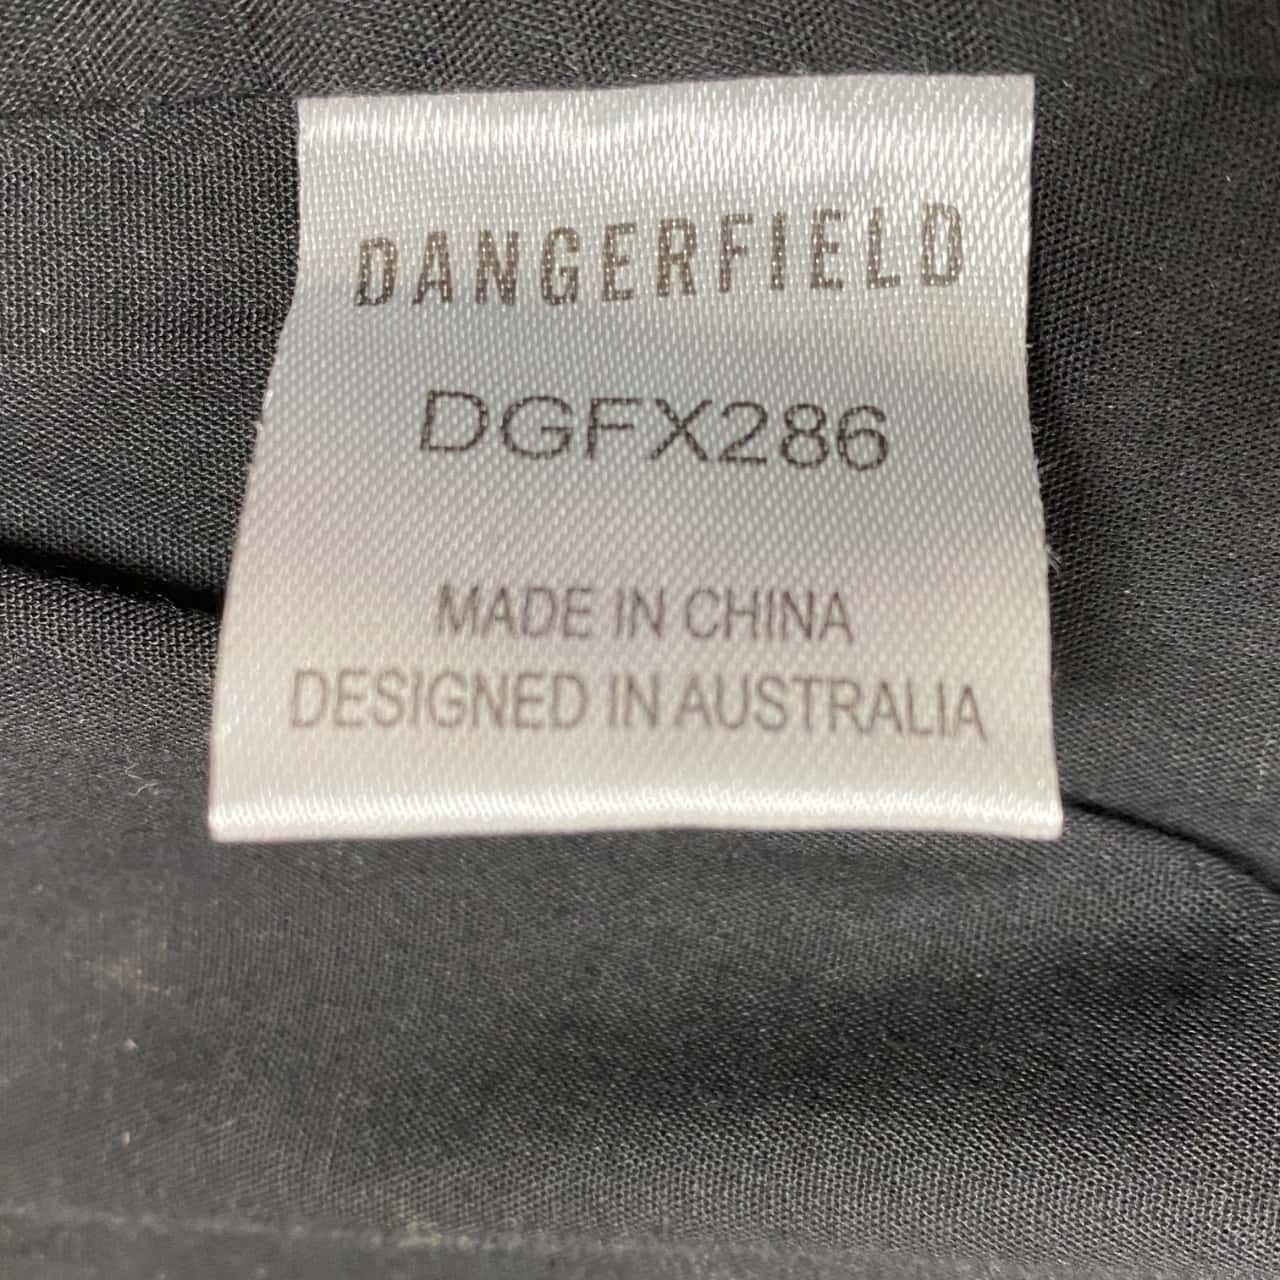 DANGERFIELD
DGFX286
MADE IN CHINA
DESIGNED IN AUSTRALIA